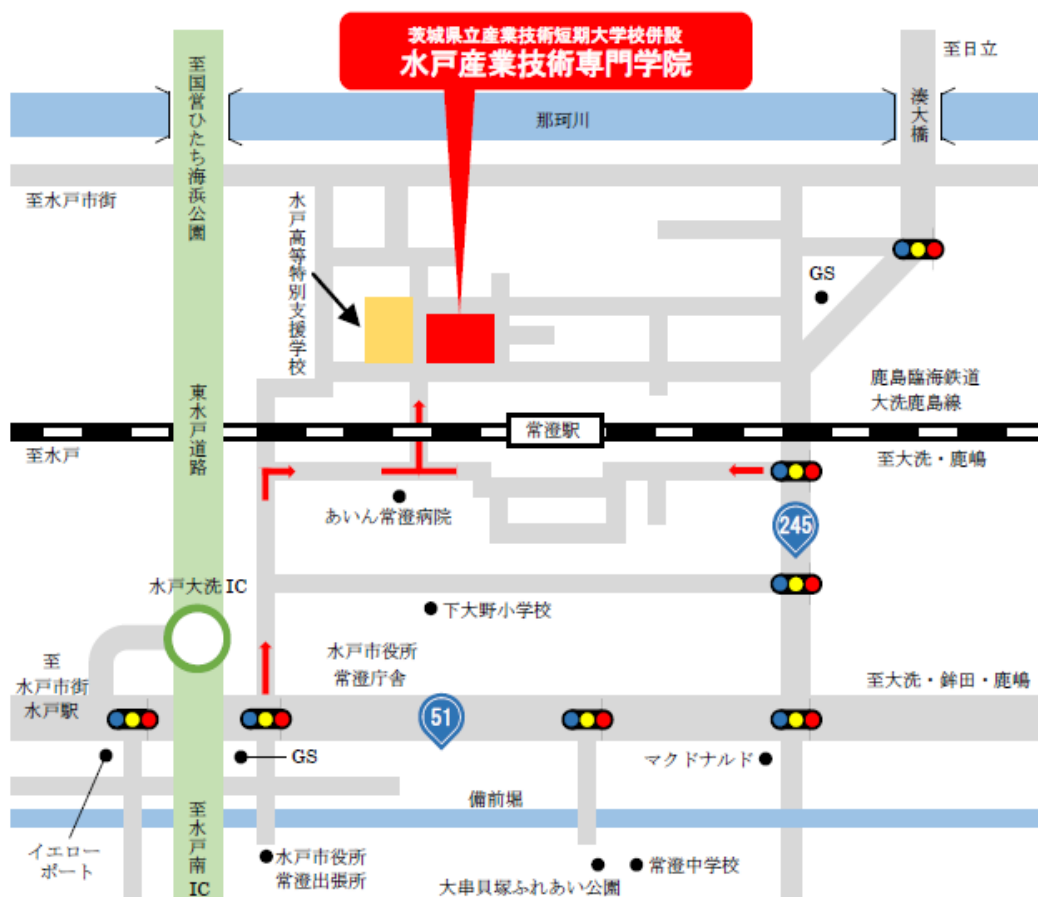 茨城県立産業技術短期大学校併設
水戸産業技術専門学院
至日立
至国営ひたち海浜公園
那珂川
湊大橋
至水戸市街
水戸高等特別支援学校
GS
東水戸道路
鹿島臨海鉄道
大洗鹿島線
常澄駅
至水戸
至大洗・鹿嶋
あいん常澄病院
245
水戸大洗IC
下大野小学校
水戸市役所
常澄庁舎
至
水戸市街
水戸駅
至大洗・鉾田・鹿嶋
51
GS
マクドナルド
備前堀
至水戸南IC
イエロー
ポート
水戸市役所
常澄出張所
常澄中学校
大串貝塚ふれあい公園